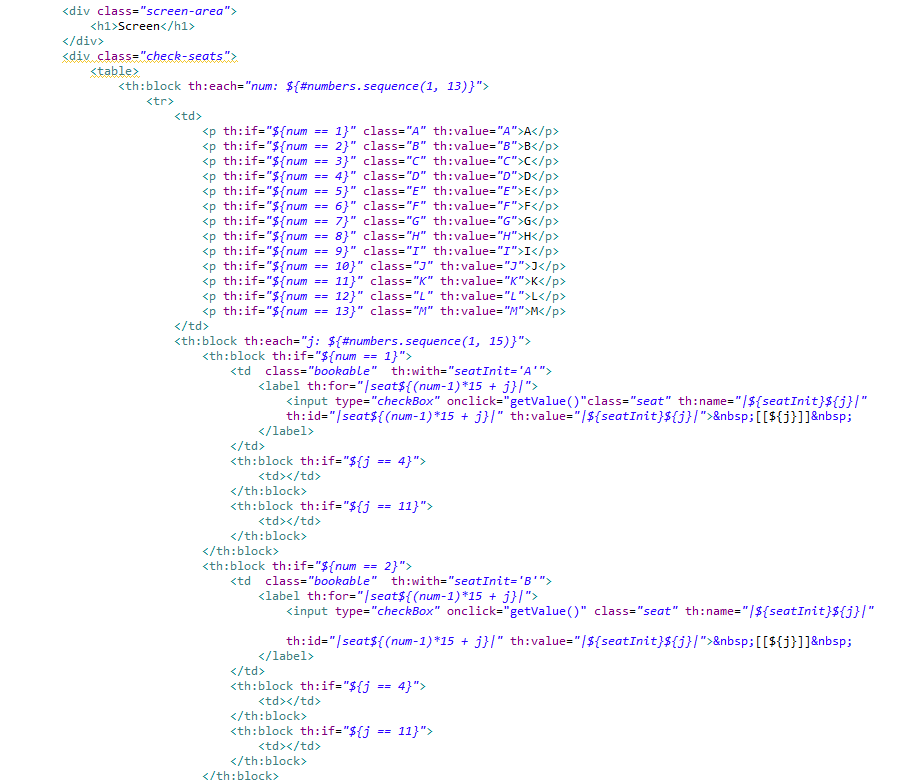 <div class="screen-area">
<h1>Screen</h1>
</div>
<div class="check-seats">
<table>
<th:block th:each="num: ${#numbers.sequence(1, 13)}">
<tr>
<td>
<p th:if="${num == 1}" class="A" th:value="A">A</p>
<p th:if="${num == 2}" class="B" th:value="B">B</p>
<p th:if="${num == 3}" class="C" th:value="C">C</p>
<p th:if="${num == 4}" class="D" th:value="D">D</p>
<p th:if="${num == 5}" class="E" th:value="E">E</p>
<p th:if="${num == 6}" class="F" th:value="F">F</p>
<p th:if="${num == 7}" class="G" th:value="G">G</p>
<p th:if="${num == 8}" class="H" th:value="H">H</p>
<p th:if="${num == 9}" class="I" th:value="I">I</p>
<p th:if="${num == 10}" class="J" th:value="J">J</p>
<p th:if="${num == 11}" class="K" th:value="K">K</p>
<p th:if="${num == 12}" class="L" th:value="L">L</p>
<p th:if="${num == 13}" class="M" th:value="M">M</p>
</td>
<th:block th:each="j: ${#numbers.sequence(1, 15)}">
<th:block th:if="${num == 1}">
<td  class="bookable"  th:with="seatInit='A'">
<label th:for="|seat${(num-1)*15 + j}|">
<input type="checkBox" onclick="getValue()"class="seat" th:name="|${seatInit}${j}|"
th:id="|seat${(num-1)*15 + j}|" th:value="|${seatInit}${j}|">&nbsp;[[${j}]]&nbsp;
</label>
</td>
<th:block th:if="${j == 4}">
<td></td>
</th:block>
<th:block th:if="${j == 11}">
<td></td>
</th:block>
</th:block>
<th:block th:if="${num == 2}">
<td  class="bookable"  th:with="seatInit='B'">
<label th:for="|seat${(num-1)*15 + j}|">
<input type="checkBox" onclick="getValue()" class="seat" th:name="|${seatInit}${j}|"
th:id="|seat${(num-1)*15 + j}|" th:value="|${seatInit}${j}|">&nbsp;[[${j}]]&nbsp;
</label>
</td>
<th:block th:if="${j == 4}">
<td></td>
</th:block>
<th:block th:if="${j == 11}">
<td></td>
</th:block>
</th:block>